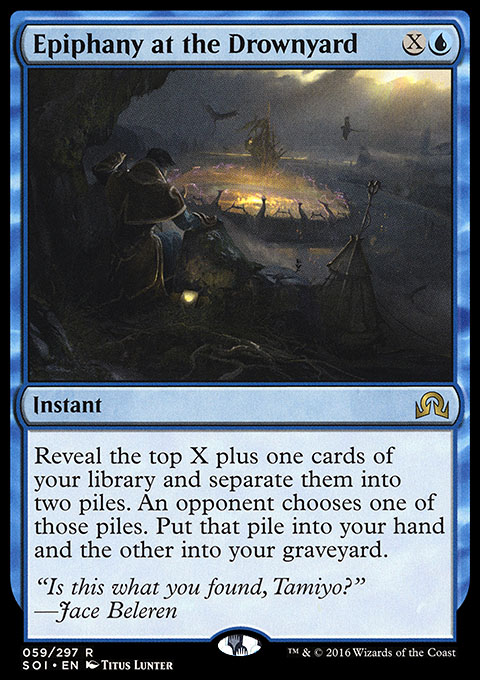 Epiphany at the Drownyard X
Instant
Reveal the top X plus one cards of
your library and separate them into
two piles. An opponent chooses one of
those piles. Put that pile into your hand
and the other into your graveyard.
“Is this what you found, Tamiyo?”
—Jace Beleren
059/297 R
SOI • EN Titus Lunter
™ & © 2016 Wizards of the Coast